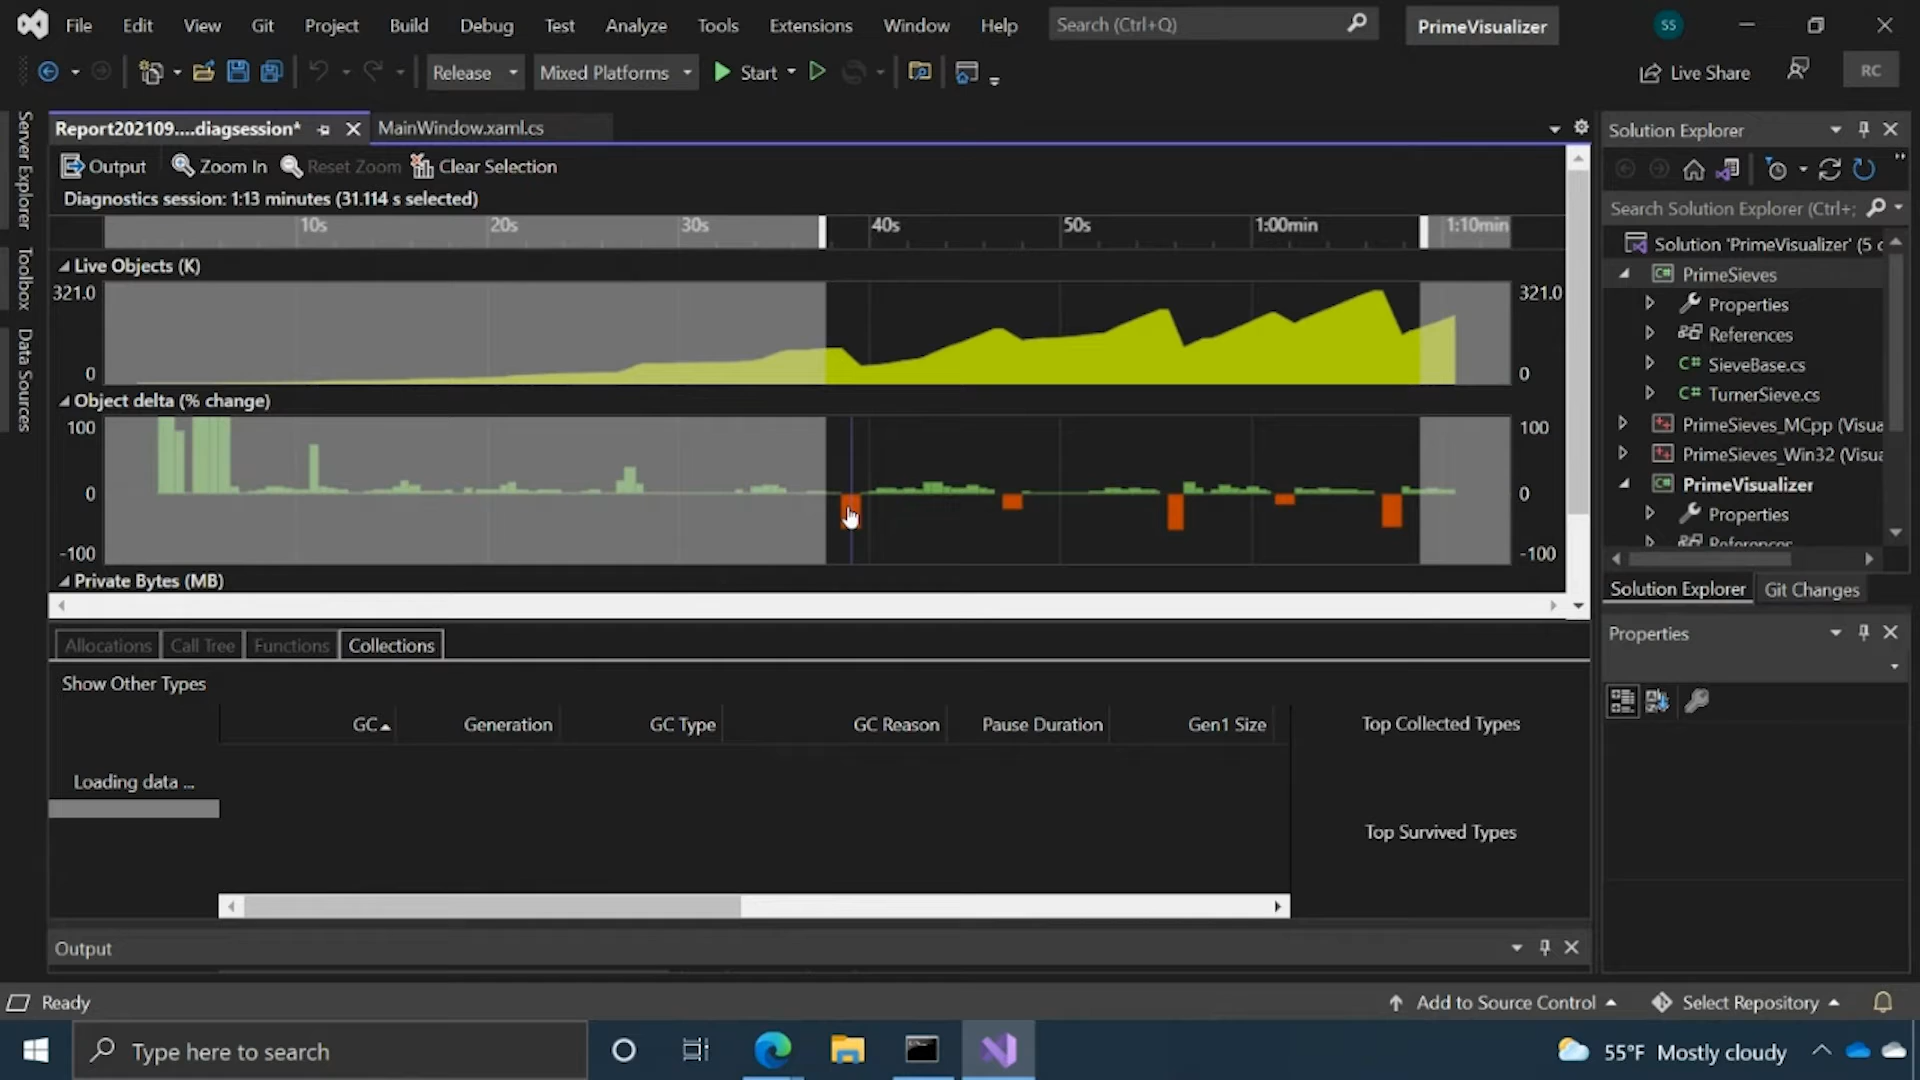 File Edit View Git Project Build Debug Test Analyze Tools Extensions Window Help Search (Ctrl+Q) PrimeVisualizer SS
Release Mixed Platforms Start Live Share RC
Server Explorer
Toolbox
Data Sources
Report202109....diagsession* MainWindow.xaml.cs
Output Zoom In Reset Zoom Clear Selection
Diagnostics session: 1:13 minutes (31.114 s selected)
10s 20s 30s 40s 50s 1:00min 1:10min
Live Objects (K)
321.0 321.0
0 0
Object delta (% change)
100 100
0 0
-100 -100
Private Bytes (MB)
Allocations Call Tree Functions Collections
Show Other Types
GC Generation GC Type GC Reason Pause Duration Gen1 Size
Loading data ...
Top Collected Types
Top Survived Types
Output
Solution Explorer
Search Solution Explorer (Ctrl+;
Solution 'PrimeVisualizer' (5
C# PrimeSieves
Properties
References
C# SieveBase.cs
C# TurnerSieve.cs
PrimeSieves_MCpp (Visua
PrimeSieves_Win32 (Visua
C# PrimeVisualizer
Properties
References
Solution Explorer Git Changes
Properties
Ready Add to Source Control Select Repository
Type here to search 55°F Mostly cloudy